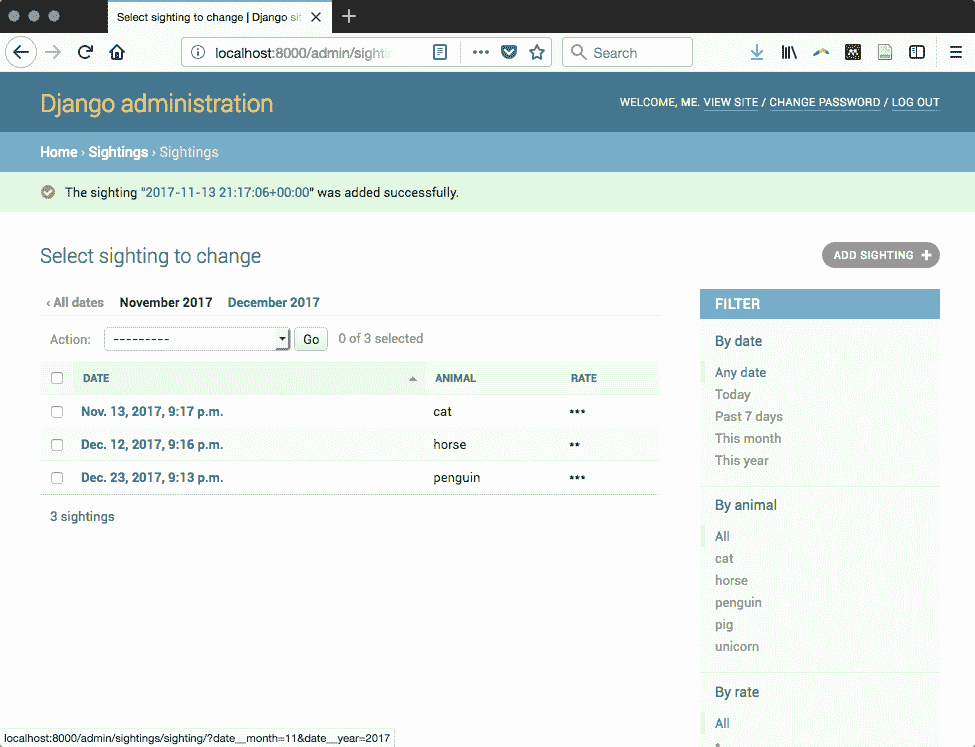 Select sighting to change | Django sit
localhost:8000/admin/sightin
Search
Django administration
WELCOME, ME. VIEW SITE / CHANGE PASSWORD / LOG OUT
Home › Sightings › Sightings
The sighting "2017-11-13 21:17:06+00:00" was added successfully.
Select sighting to change
ADD SIGHTING +
‹ All dates November 2017 December 2017
Action: --------- Go 0 of 3 selected
DATE ANIMAL RATE
Nov. 13, 2017, 9:17 p.m. cat ***
Dec. 12, 2017, 9:16 p.m. horse **
Dec. 23, 2017, 9:13 p.m. penguin ***
3 sightings
FILTER
By date
Any date
Today
Past 7 days
This month
This year
By animal
All
cat
horse
penguin
pig
unicorn
By rate
All
localhost:8000/admin/sightings/sighting/?date__month=11&date__year=2017